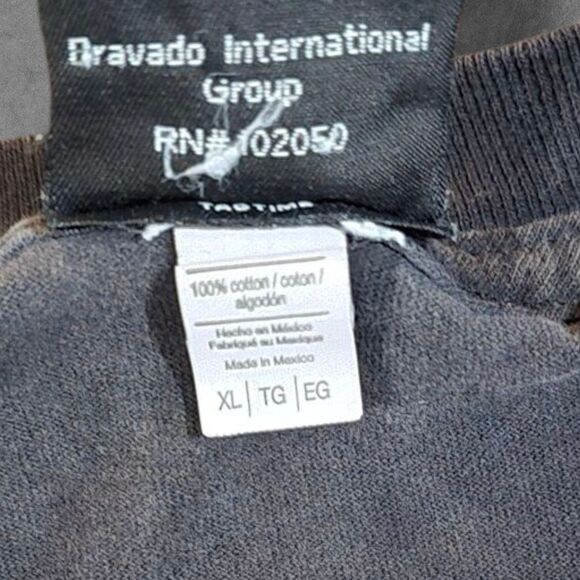 Bravado International
Group
RN# 102050
TAGTIME
100% cotton / coton /
algodón
Hecho en México
Fabriqué au Mexique
Made in Mexico
XL | TG | EG